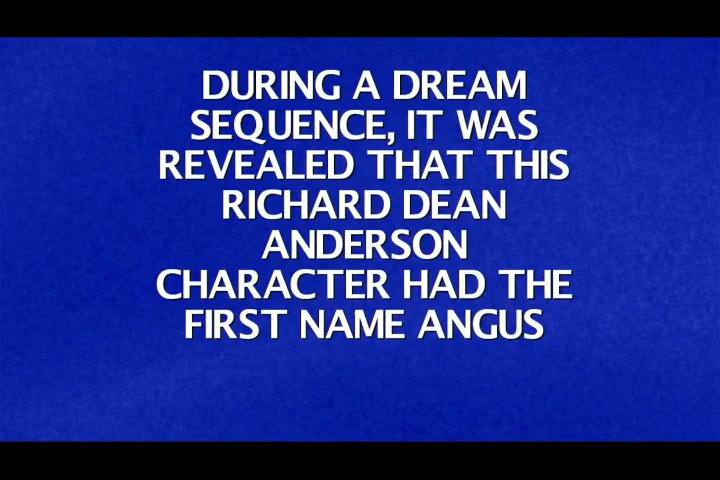 DURING A DREAM
SEQUENCE, IT WAS
REVEALED THAT THIS
RICHARD DEAN
ANDERSON
CHARACTER HAD THE
FIRST NAME ANGUS